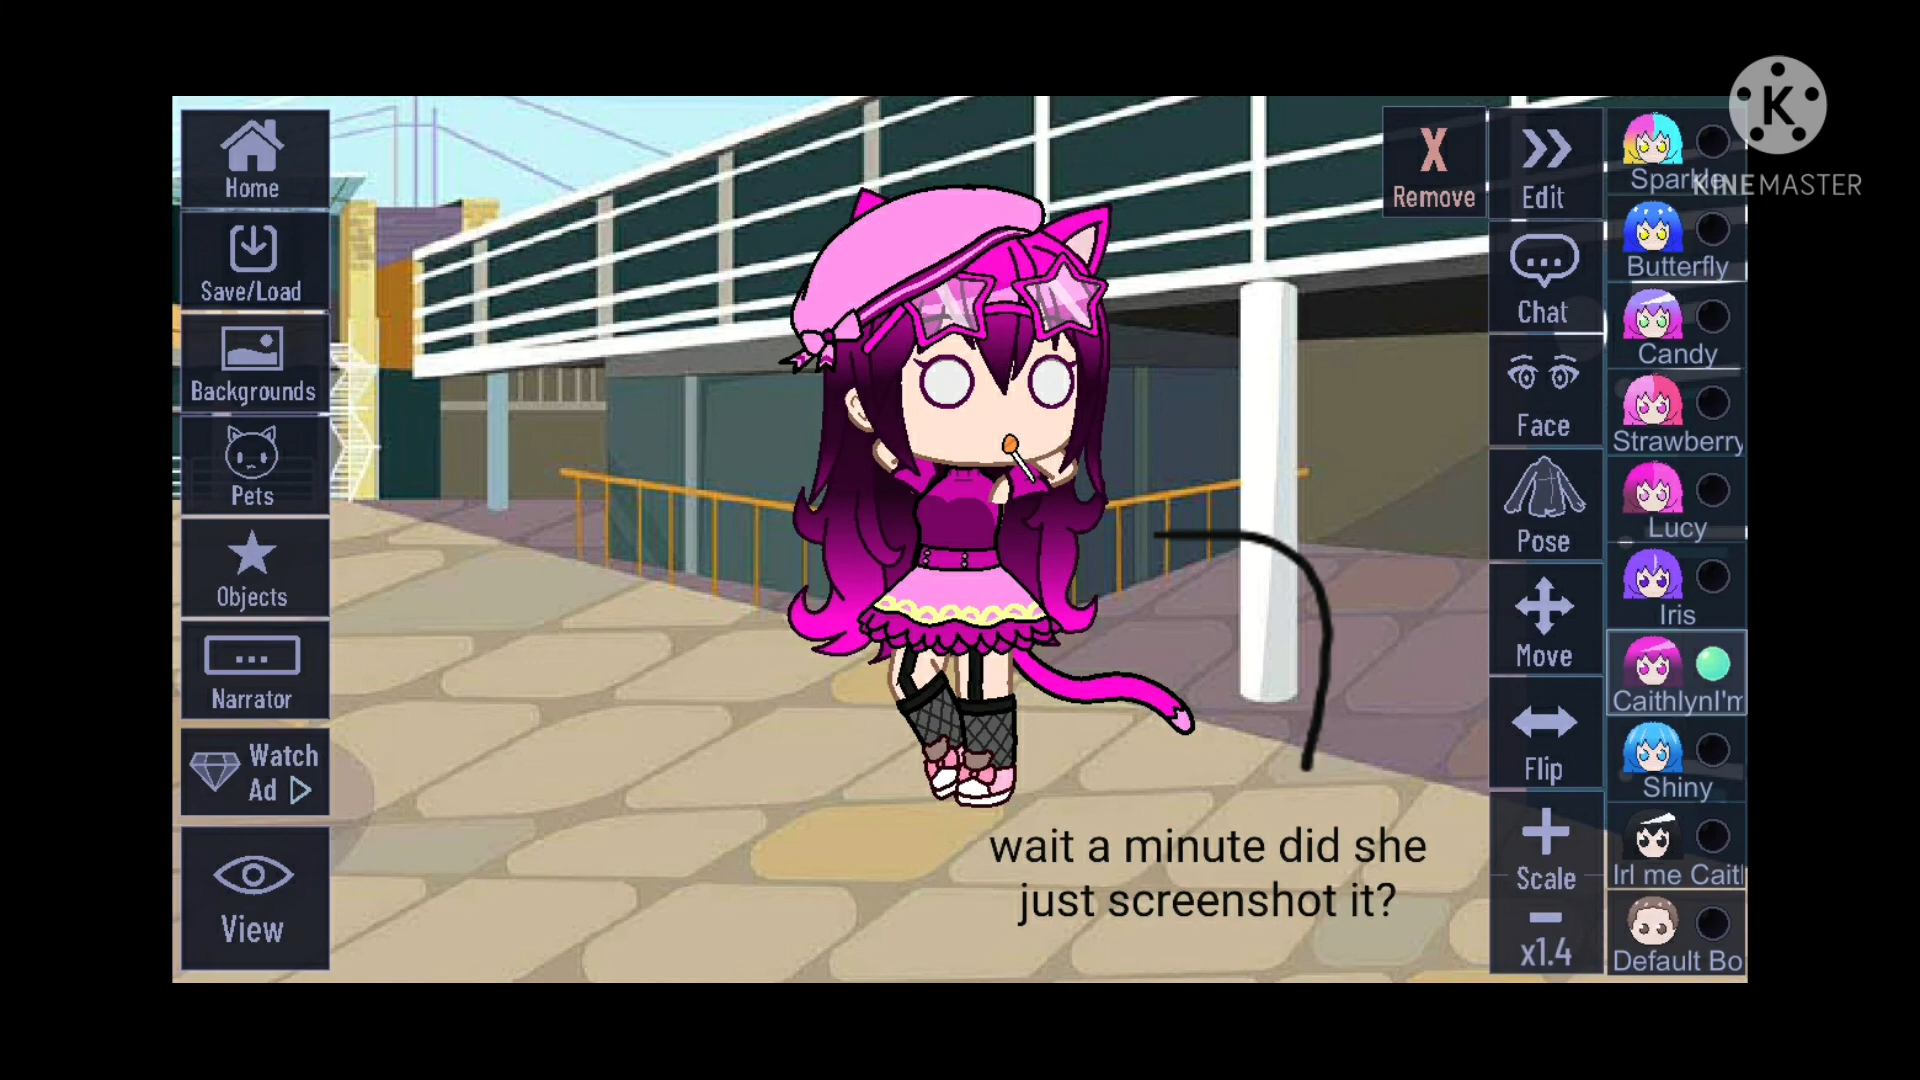 Home
Save/Load
Backgrounds
Pets
Objects
Narrator
Watch
Ad
View
wait a minute did she
just screenshot it?
X
Remove
Edit
Chat
Face
Pose
Move
Flip
Scale
x1.4
Sparkle
Butterfly
Candy
Strawberry
Lucy
Iris
CaithlynI'm
Shiny
Irl me Caitl
Default Bo
K
KINEMASTER